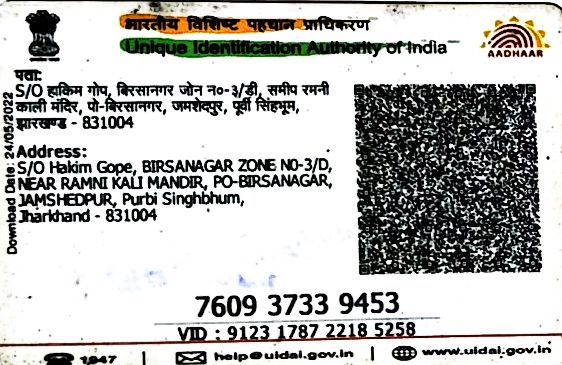 भारतीय विशिष्ट पहचान प्राधिकरण
Unique Identification Authority of India
AADHAAR
पता:
S/O हाकिम गोप, बिरसानगर जोन न०-३/डी, समीप रमनी
काली मंदिर, पो-बिरसानगर, जमशेदपुर, पूर्वी सिंहभूम,
झारखण्ड - 831004
Download Date: 24/05/2022
Address:
S/O Hakim Gope, BIRSANAGAR ZONE NO-3/D,
NEAR RAMNI KALI MANDIR, PO-BIRSANAGAR,
JAMSHEDPUR, Purbi Singhbhum,
Jharkhand - 831004
7609 3733 9453
VID : 9123 1787 2218 5258
1947 | help@uidai.gov.in | www.uidai.gov.in